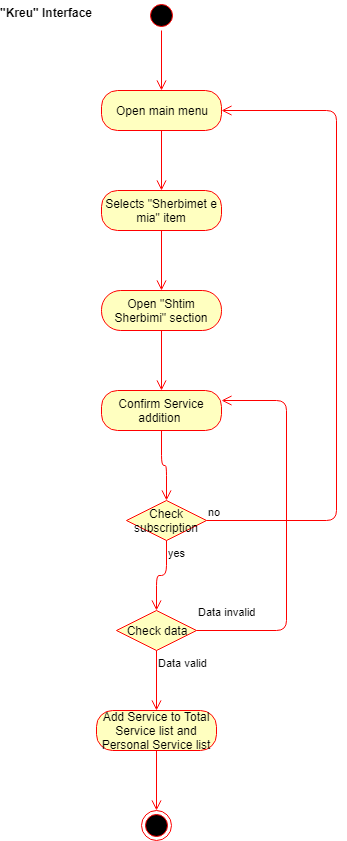 "Kreu" Interface
Open main menu
Selects "Sherbimet e
mia" item
Open "Shtim
Sherbimi" section
Confirm Service
addition
Check
subscription
no
yes
Check data
Data invalid
Data valid
Add Service to Total
Service list and
Personal Service list